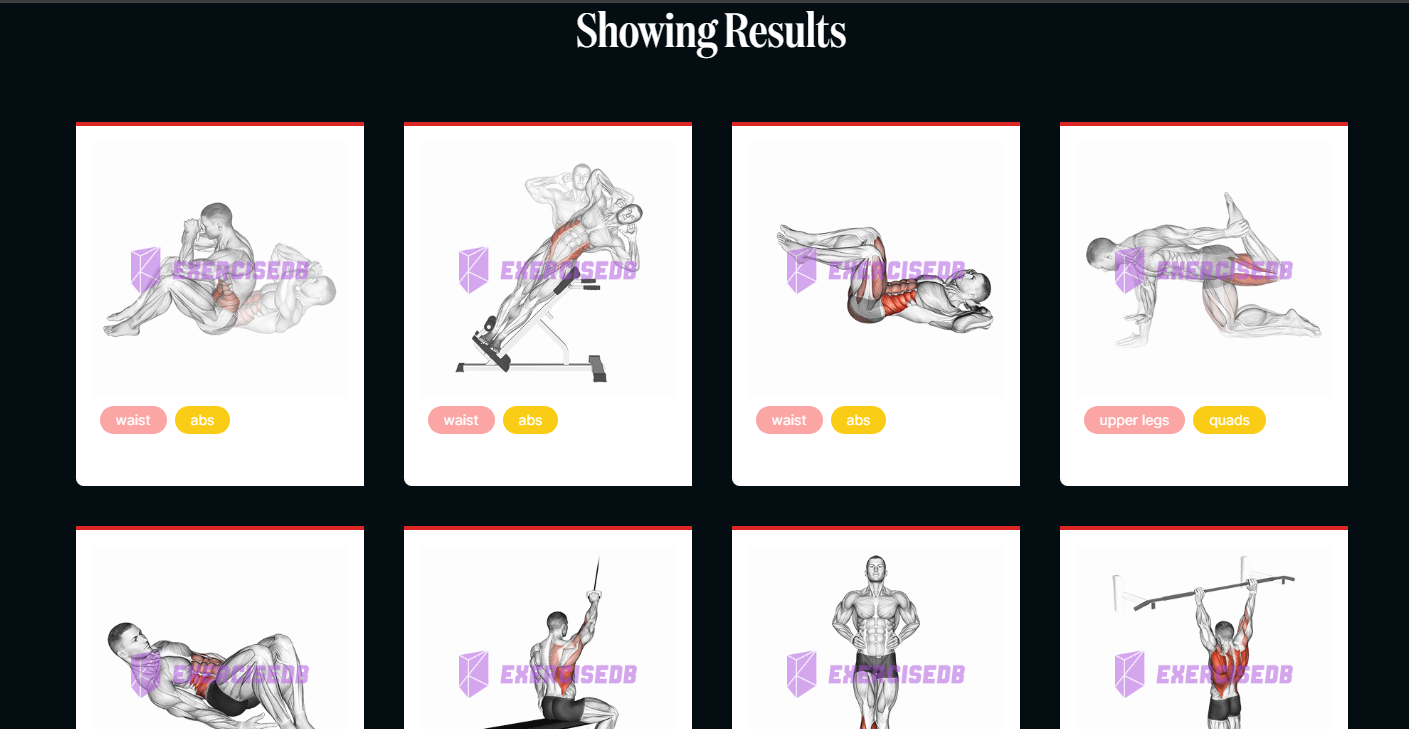 Showing Results
EXERCISEDB
EXERCISEDB
EXERCISEDB
EXERCISEDB
waist abs
waist abs
waist abs
upper legs quads
EXERCISEDB
EXERCISEDB
EXERCISEDB
EXERCISEDB